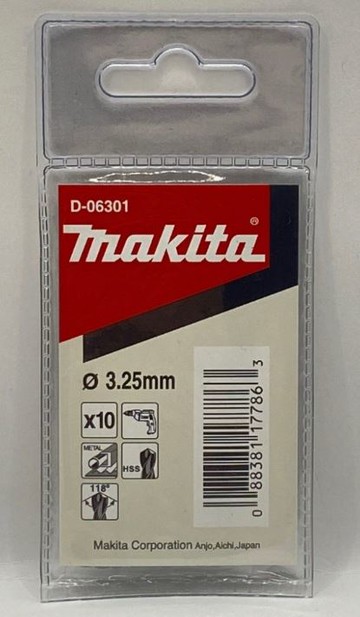 D-06301
makita®
Ø 3.25mm
x10
METAL
HSS
118°
0 88381 17786 3
Makita Corporation Anjo,Aichi,Japan